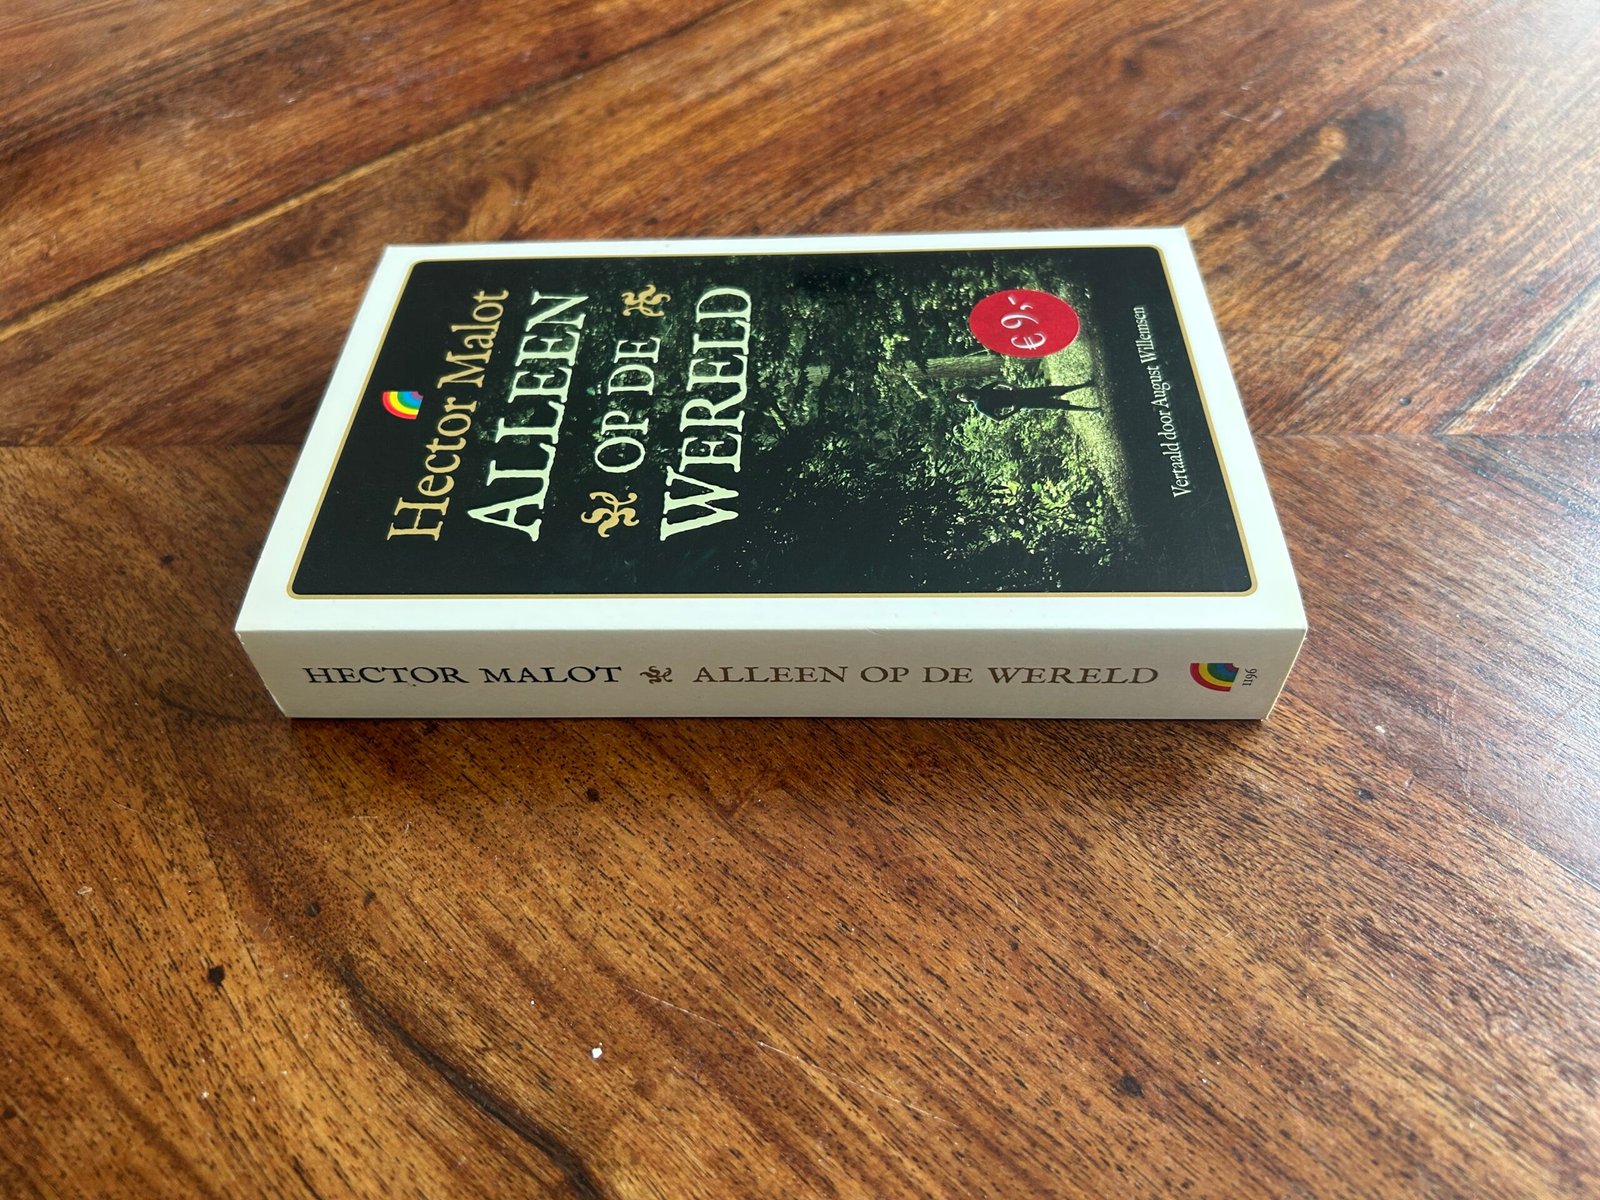 Hector Malot
ALLEEN
OP DE
WERELD
€ 9,-
Vertaald door August Willemsen
HECTOR MALOT ALLEEN OP DE WERELD
1196